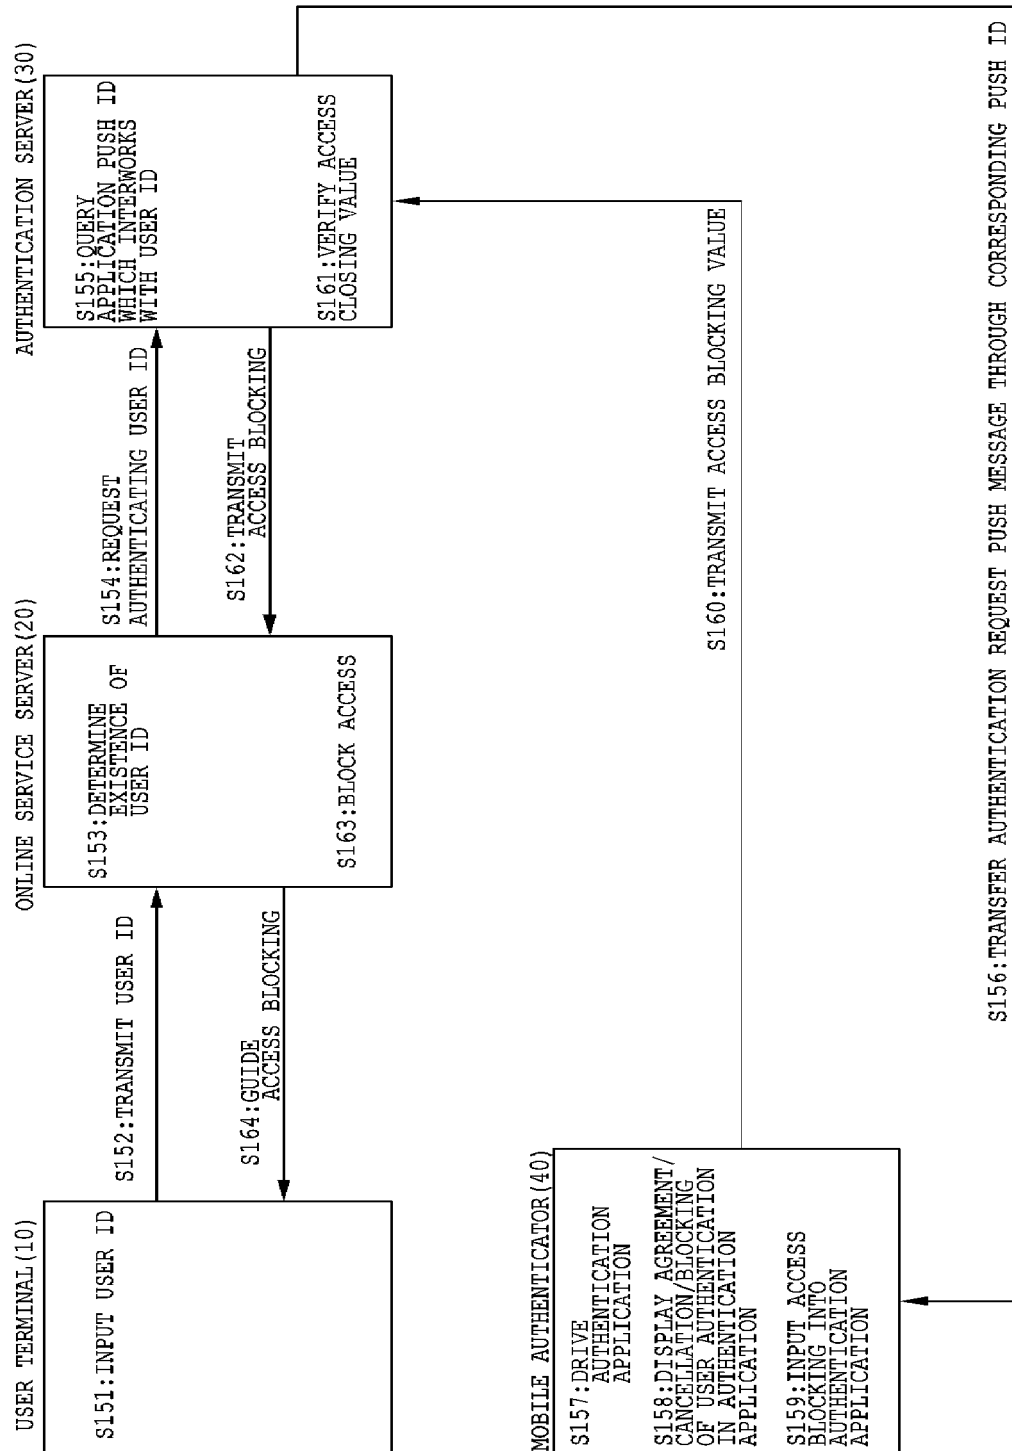 USER TERMINAL(10)
S151:INPUT USER ID
S152:TRANSMIT USER ID
S164:GUIDE
ACCESS BLOCKING
ONLINE SERVICE SERVER(20)
S153:DETERMINE
EXISTENCE OF
USER ID
S163:BLOCK ACCESS
S154:REQUEST
AUTHENTICATING USER ID
S162:TRANSMIT
ACCESS BLOCKING
AUTHENTICATION SERVER(30)
S155:QUERY
APPLICATION PUSH ID
WHICH INTERWORKS
WITH USER ID
S161:VERIFY ACCESS
CLOSING VALUE
MOBILE AUTHENTICATOR(40)
S157:DRIVE
AUTHENTICATION
APPLICATION
S158:DISPLAY AGREEMENT/
CANCELLATION/BLOCKING
OF USER AUTHENTICATION
IN AUTHENTICATION
APPLICATION
S159:INPUT ACCESS
BLOCKING INTO
AUTHENTICATION
APPLICATION
S160:TRANSMIT ACCESS BLOCKING VALUE
S156:TRANSFER AUTHENTICATION REQUEST PUSH MESSAGE THROUGH CORRESPONDING PUSH ID